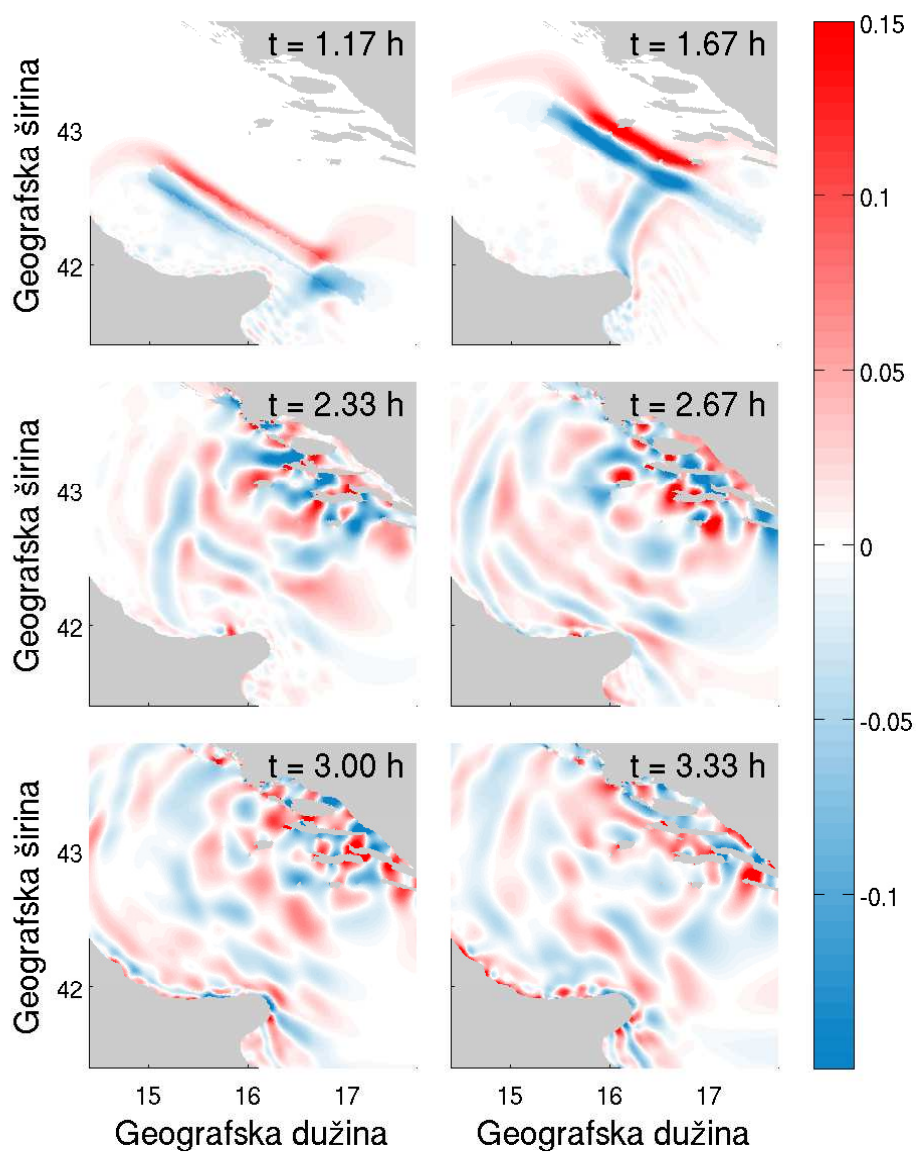 t = 1.17 h
t = 1.67 h
0.15
0.1
0.05
0
-0.05
-0.1
Geografska širina
43
42
t = 2.33 h
t = 2.67 h
Geografska širina
43
42
t = 3.00 h
t = 3.33 h
Geografska širina
43
42
15
16
17
15
16
17
Geografska dužina
Geografska dužina